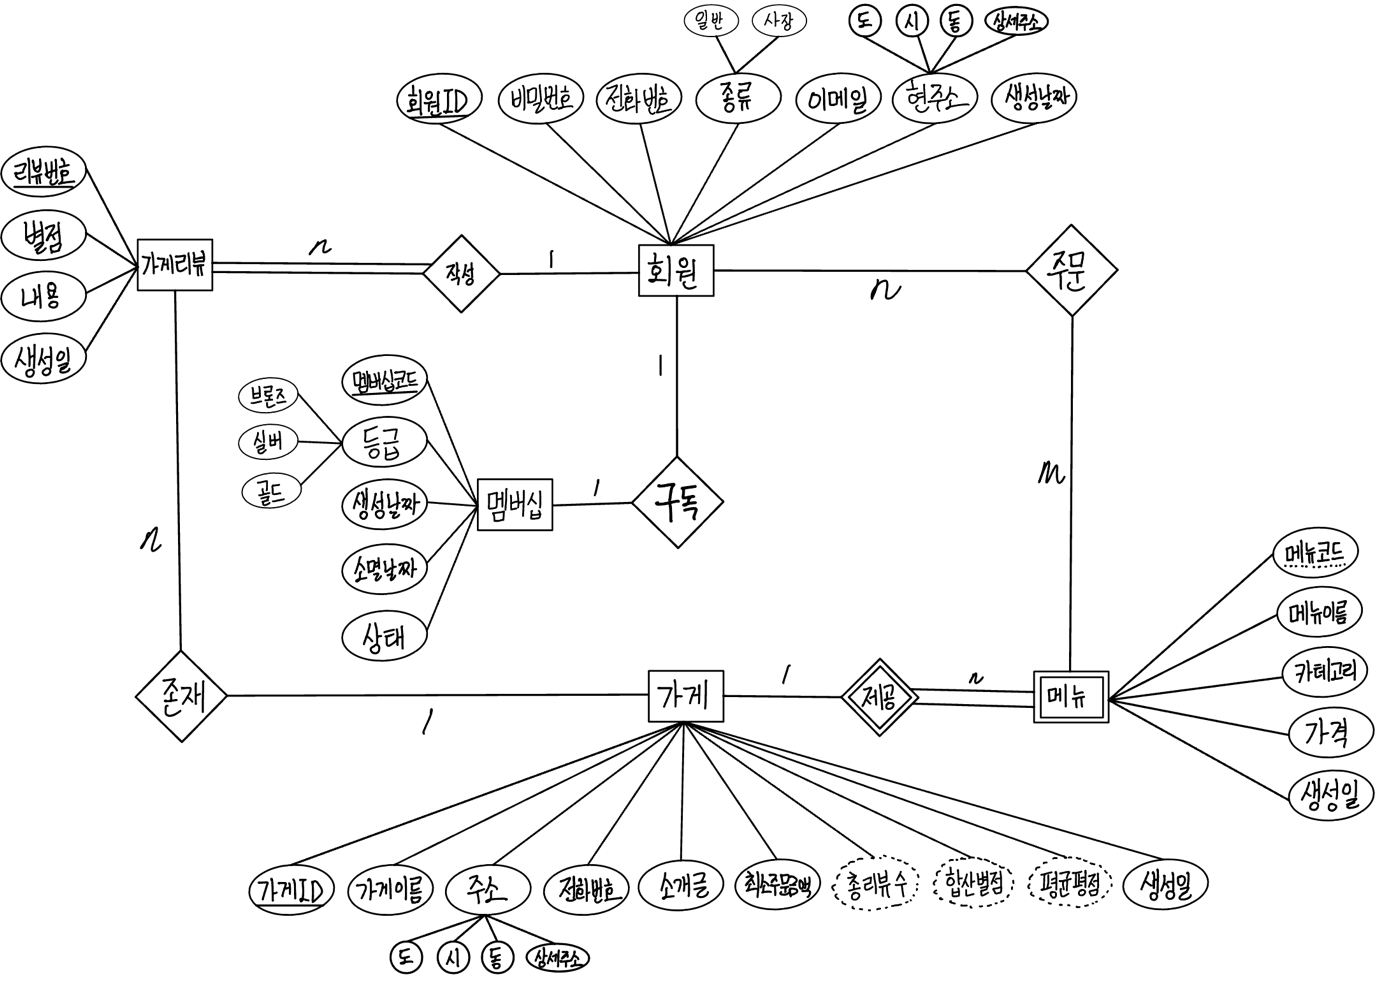 일반
사장
도
시
동
상세주소
회원ID
비밀번호
전화번호
종류
이메일
현주소
생성날짜
리뷰번호
별점
내용
생성일
가게리뷰
n
작성
1
회원
n
주문
1
m
멤버십코드
브론즈
실버
골드
등급
생성날짜
소멸날짜
상태
멤버십
1
구독
n
존재
1
가게
1
제공
n
메뉴
메뉴코드
메뉴이름
카테고리
가격
생성일
가게ID
가게이름
주소
전화번호
소개글
최소주문금액
총리뷰수
합산별점
평균평점
생성일
도
시
동
상세주소